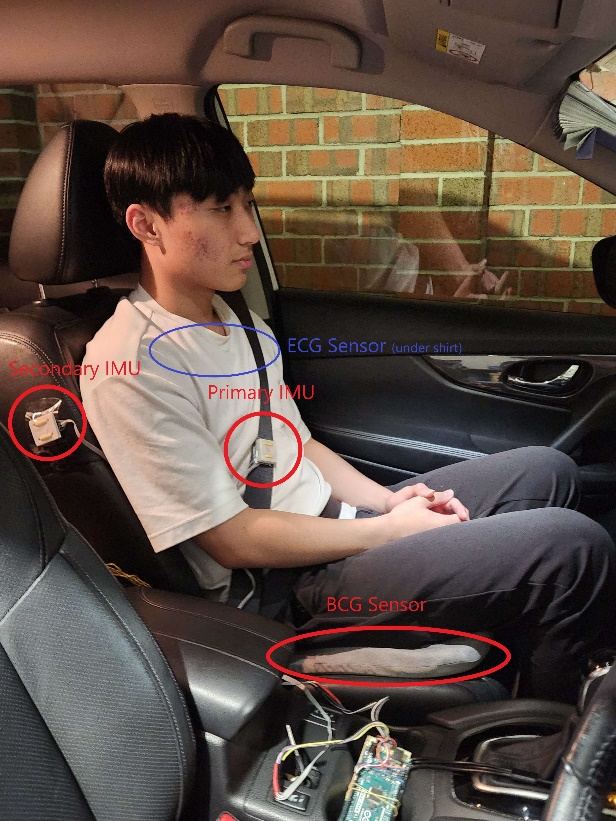 ECG Sensor (under shirt)
Secondary IMU
Primary IMU
BCG Sensor